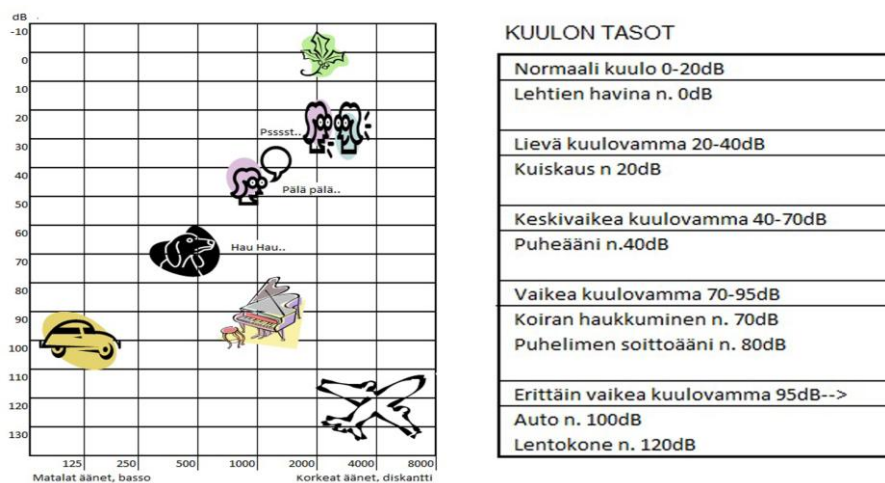 dB
-10
0
10
20
30
40
50
60
70
80
90
100
110
120
130
Psssst..
Pälä pälä..
Hau Hau..
125 250 500 1000 2000 4000 8000
Matalat äänet, basso Korkeat äänet, diskantti
KUULON TASOT
Normaali kuulo 0-20dB
Lehtien havina n. 0dB
Lievä kuulovamma 20-40dB
Kuiskaus n 20dB
Keskivaikea kuulovamma 40-70dB
Puheääni n.40dB
Vaikea kuulovamma 70-95dB
Koiran haukkuminen n. 70dB
Puhelimen soittoääni n. 80dB
Erittäin vaikea kuulovamma 95dB-->
Auto n. 100dB
Lentokone n. 120dB